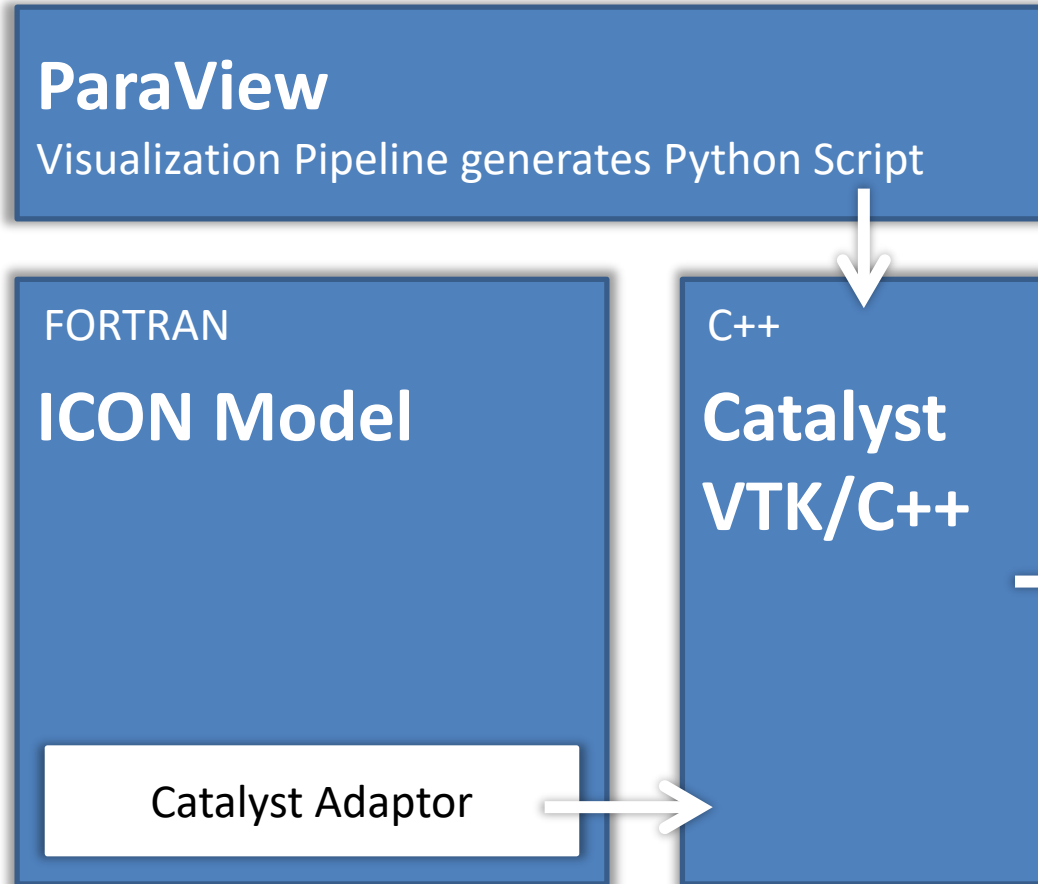 ParaView
Visualization Pipeline generates Python Script
FORTRAN
ICON Model
Catalyst Adaptor
C++
Catalyst
VTK/C++